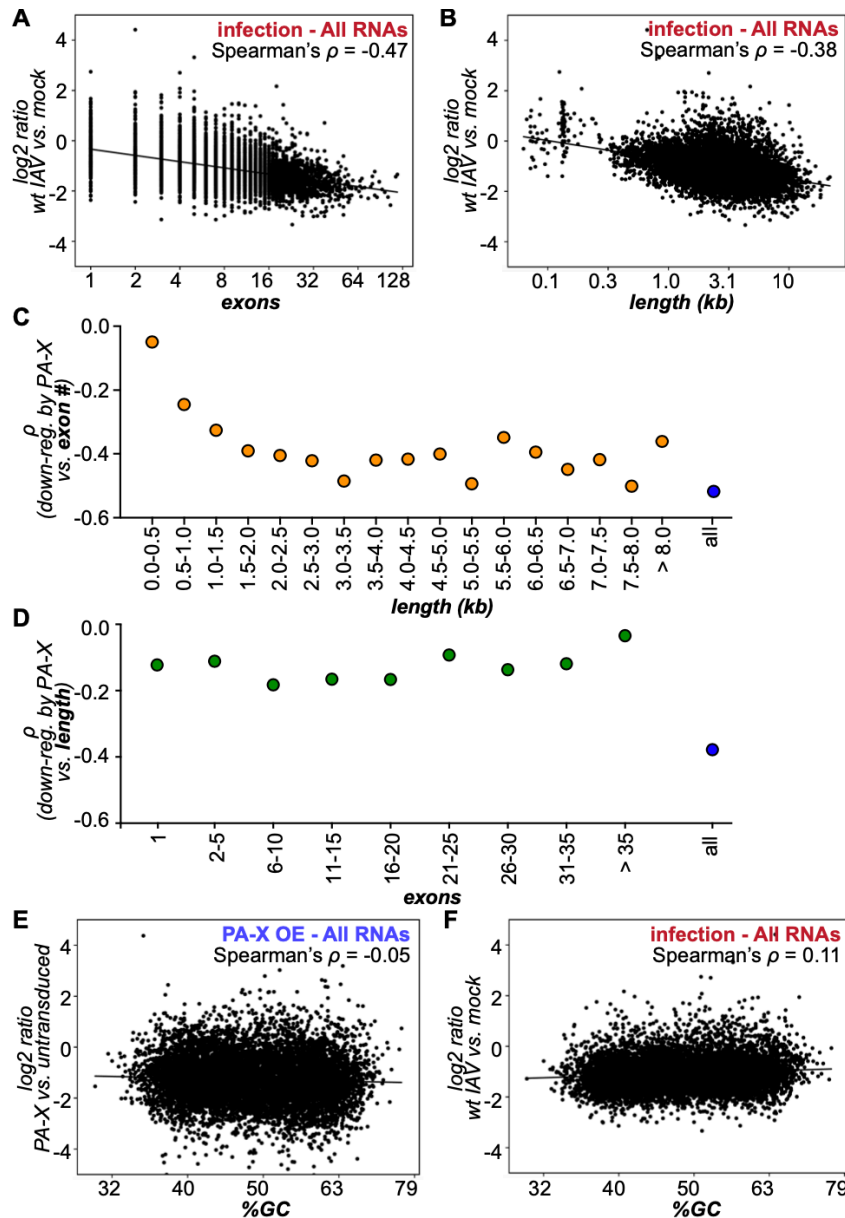 A
infection - All RNAs
Spearman's ρ = -0.47
log2 ratio
wt IAV vs. mock
4
2
0
-2
-4
1 2 4 8 16 32 64 128
exons
B
infection - All RNAs
Spearman's ρ = -0.38
log2 ratio
wt IAV vs. mock
4
2
0
-2
-4
0.1 0.3 1.0 3.1 10
length (kb)
C
ρ
(down-reg. by PA-X
vs. exon #)
0.0
-0.2
-0.4
-0.6
0.0-0.5 0.5-1.0 1.0-1.5 1.5-2.0 2.0-2.5 2.5-3.0 3.0-3.5 3.5-4.0 4.0-4.5 4.5-5.0 5.0-5.5 5.5-6.0 6.0-6.5 6.5-7.0 7.0-7.5 7.5-8.0 > 8.0 all
length (kb)
D
ρ
(down-reg. by PA-X
vs. length)
0.0
-0.2
-0.4
-0.6
1 2-5 6-10 11-15 16-20 21-25 26-30 31-35 > 35 all
exons
E
PA-X OE - All RNAs
Spearman's ρ = -0.05
log2 ratio
PA-X vs. untransduced
4
2
0
-2
-4
32 40 50 63 79
%GC
F
infection - All RNAs
Spearman's ρ = 0.11
log2 ratio
wt IAV vs. mock
4
2
0
-2
-4
32 40 50 63 79
%GC